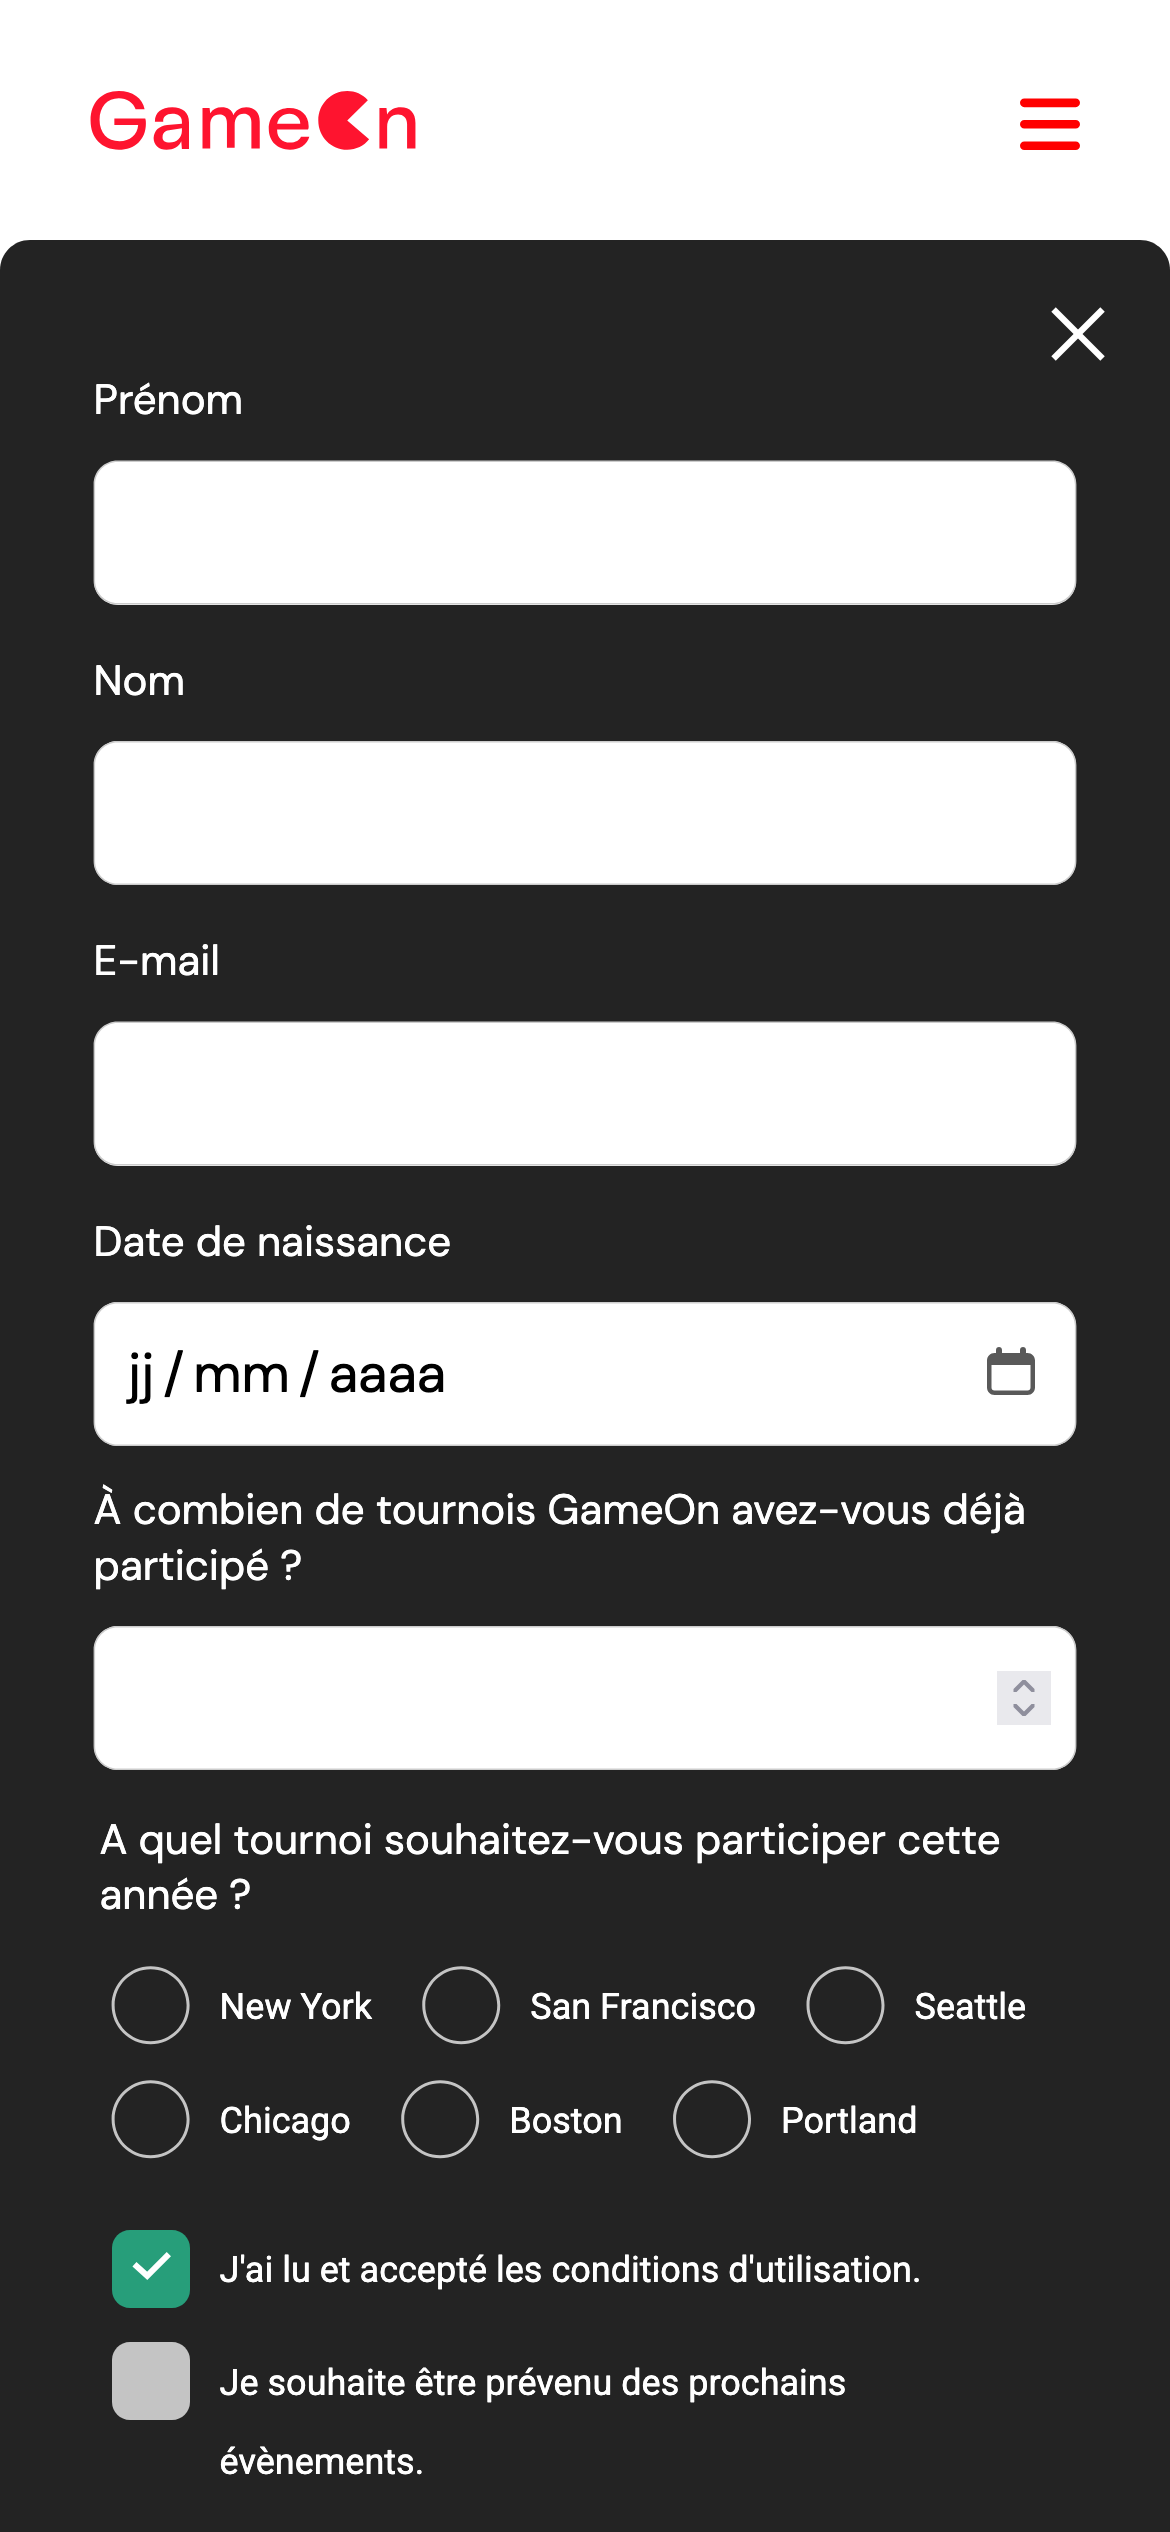 GameOn
Prénom
Nom
E-mail
Date de naissance
jj / mm / aaaa
À combien de tournois GameOn avez-vous déjà
participé ?
A quel tournoi souhaitez-vous participer cette
année ?
New York San Francisco Seattle
Chicago Boston Portland
J'ai lu et accepté les conditions d'utilisation.
Je souhaite être prévenu des prochains
évènements.